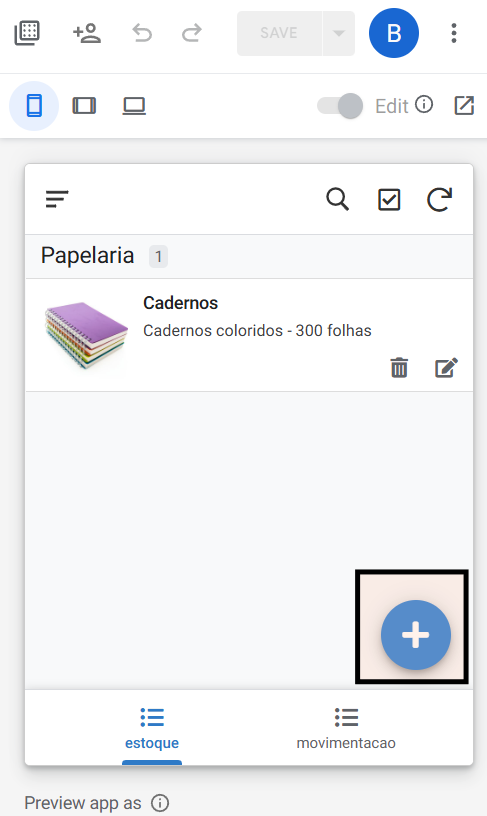 SAVE
B
Edit
Papelaria 1
Cadernos
Cadernos coloridos - 300 folhas
estoque
movimentacao
Preview app as